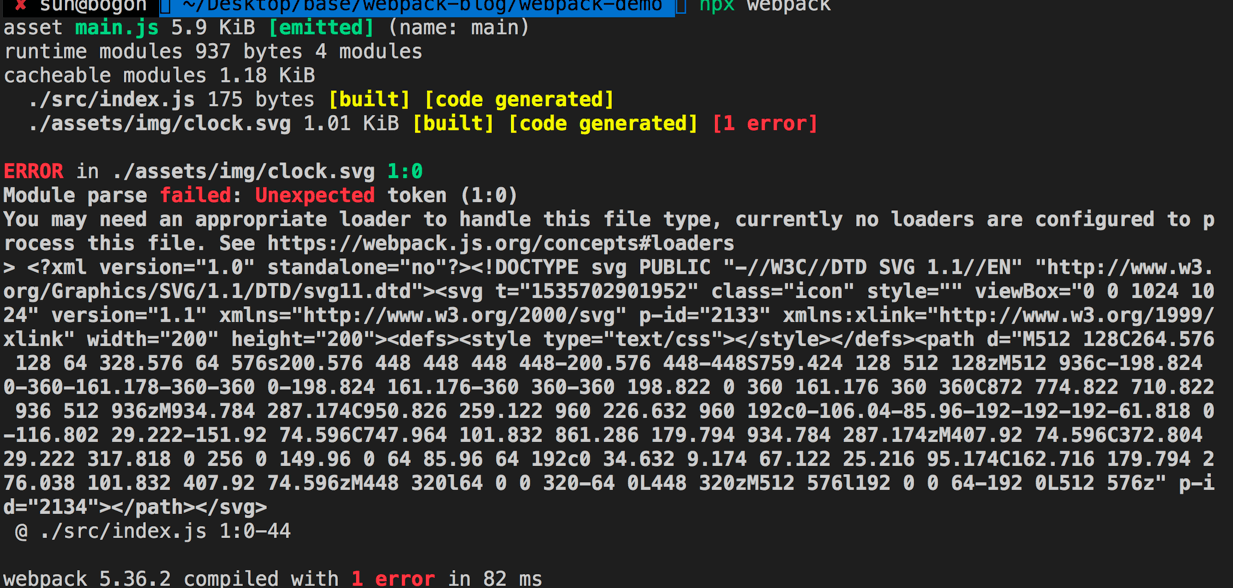 ✘ sun@bogon ~/Desktop/base/webpack-blog/webpack-demo npx webpack
asset main.js 5.9 KiB [emitted] (name: main)
runtime modules 937 bytes 4 modules
cacheable modules 1.18 KiB
./src/index.js 175 bytes [built] [code generated]
./assets/img/clock.svg 1.01 KiB [built] [code generated] [1 error]
ERROR in ./assets/img/clock.svg 1:0
Module parse failed: Unexpected token (1:0)
You may need an appropriate loader to handle this file type, currently no loaders are configured to p
rocess this file. See https://webpack.js.org/concepts#loaders
> <?xml version="1.0" standalone="no"?><!DOCTYPE svg PUBLIC "-//W3C//DTD SVG 1.1//EN" "http://www.w3.
org/Graphics/SVG/1.1/DTD/svg11.dtd"><svg t="1535702901952" class="icon" style="" viewBox="0 0 1024 10
24" version="1.1" xmlns="http://www.w3.org/2000/svg" p-id="2133" xmlns:xlink="http://www.w3.org/1999/
xlink" width="200" height="200"><defs><style type="text/css"></style></defs><path d="M512 128C264.576
128 64 328.576 64 576s200.576 448 448 448 448-200.576 448-448S759.424 128 512 128zM512 936c-198.824
0-360-161.178-360-360 0-198.824 161.176-360 360-360 198.822 0 360 161.176 360 360C872 774.822 710.822
936 512 936zM934.784 287.174C950.826 259.122 960 226.632 960 192c0-106.04-85.96-192-192-192-61.818 0
-116.802 29.222-151.92 74.596C747.964 101.832 861.286 179.794 934.784 287.174zM407.92 74.596C372.804
29.222 317.818 0 256 0 149.96 0 64 85.96 64 192c0 34.632 9.174 67.122 25.216 95.174C162.716 179.794 2
76.038 101.832 407.92 74.596zM448 320l64 0 0 320-64 0L448 320zM512 576l192 0 0 64-192 0L512 576z" p-i
d="2134"></path></svg>
@ ./src/index.js 1:0-44
webpack 5.36.2 compiled with 1 error in 82 ms